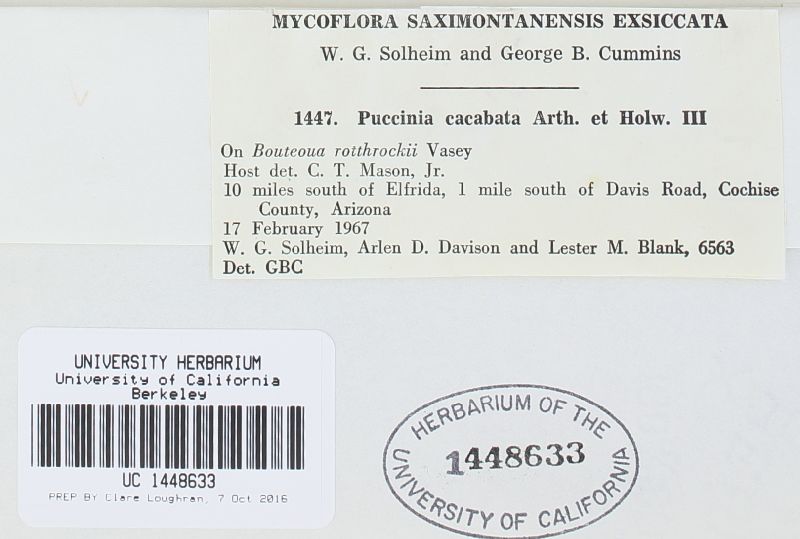 MYCOFLORA SAXIMONTANENSIS EXSICCATA
W. G. Solheim and George B. Cummins
1447. Puccinia cacabata Arth. et Holw. III
On Bouteoua rotthrockii Vasey
Host det. C. T. Mason, Jr.
10 miles south of Elfrida, 1 mile south of Davis Road, Cochise
County, Arizona
17 February 1967
W. G. Solheim, Arlen D. Davison and Lester M. Blank, 6563
Det. GBC
UNIVERSITY HERBARIUM
University of California
Berkeley
UC 1448633
PREP BY Clare Loughran, 7 Oct 2016
HERBARIUM OF THE
1448633
UNIVERSITY OF CALIFORNIA